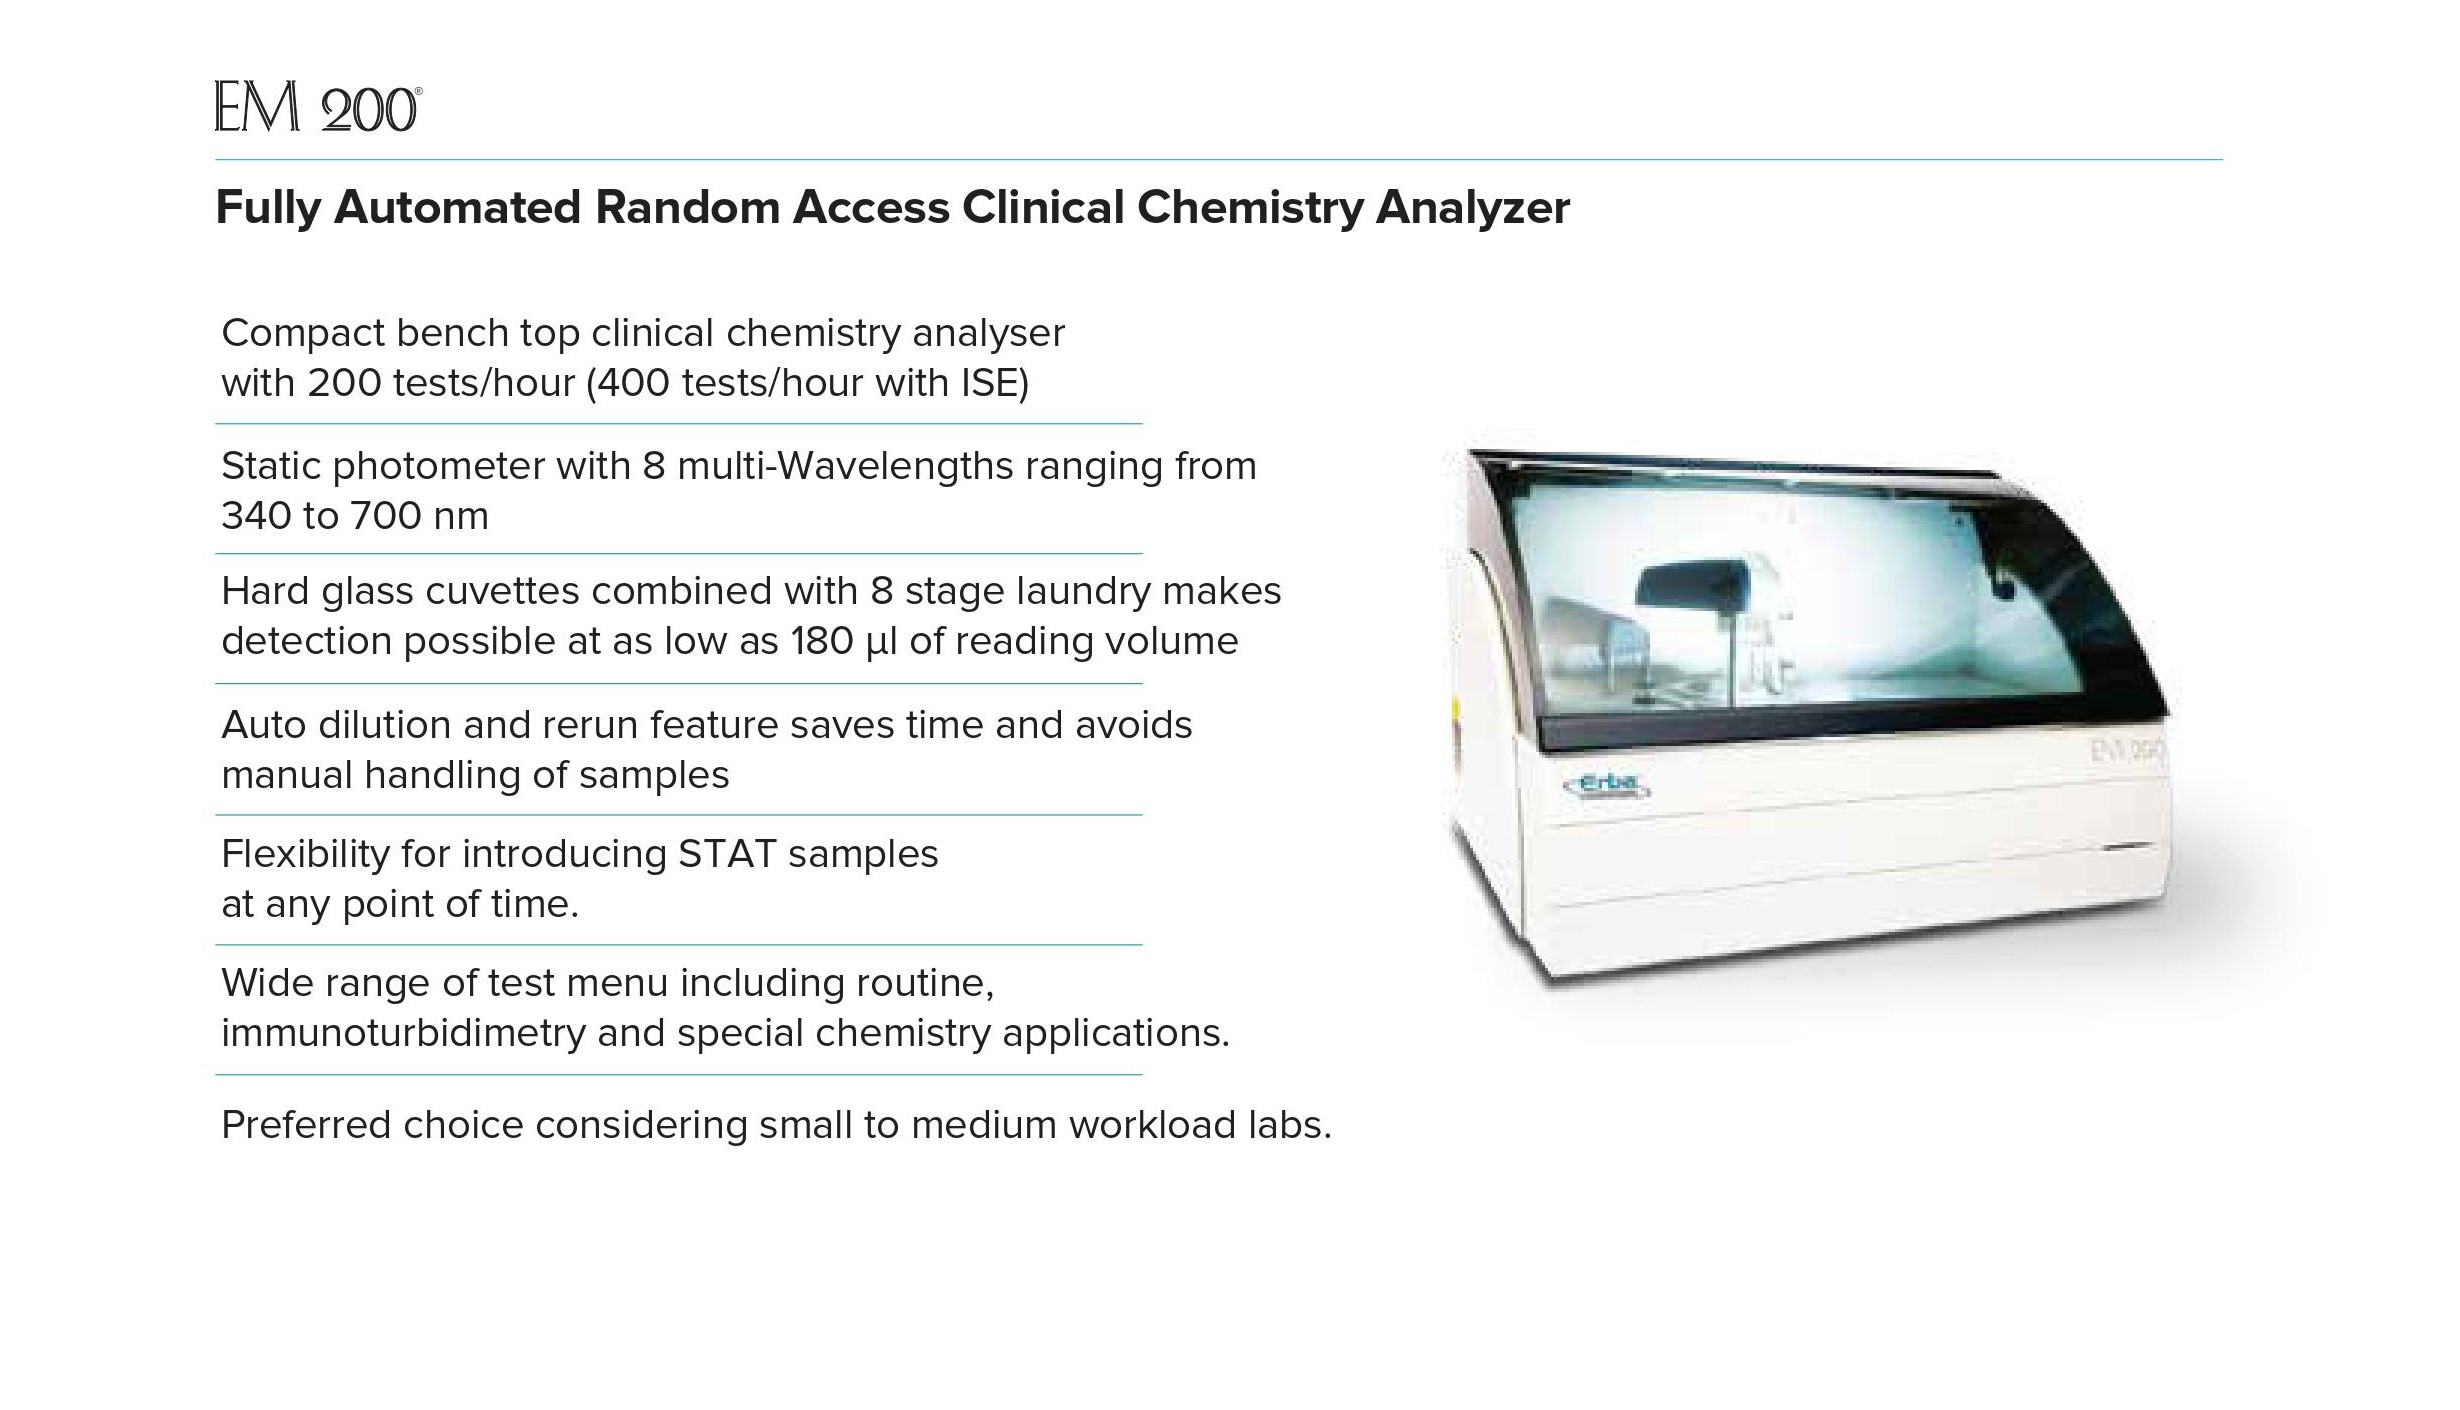 EM 200®
Fully Automated Random Access Clinical Chemistry Analyzer
Compact bench top clinical chemistry analyser
with 200 tests/hour (400 tests/hour with ISE)
Static photometer with 8 multi-Wavelengths ranging from
340 to 700 nm
Hard glass cuvettes combined with 8 stage laundry makes
detection possible at as low as 180 µl of reading volume
Auto dilution and rerun feature saves time and avoids
manual handling of samples
Flexibility for introducing STAT samples
at any point of time.
Wide range of test menu including routine,
immunoturbidimetry and special chemistry applications.
Preferred choice considering small to medium workload labs.
EM 200
Erba